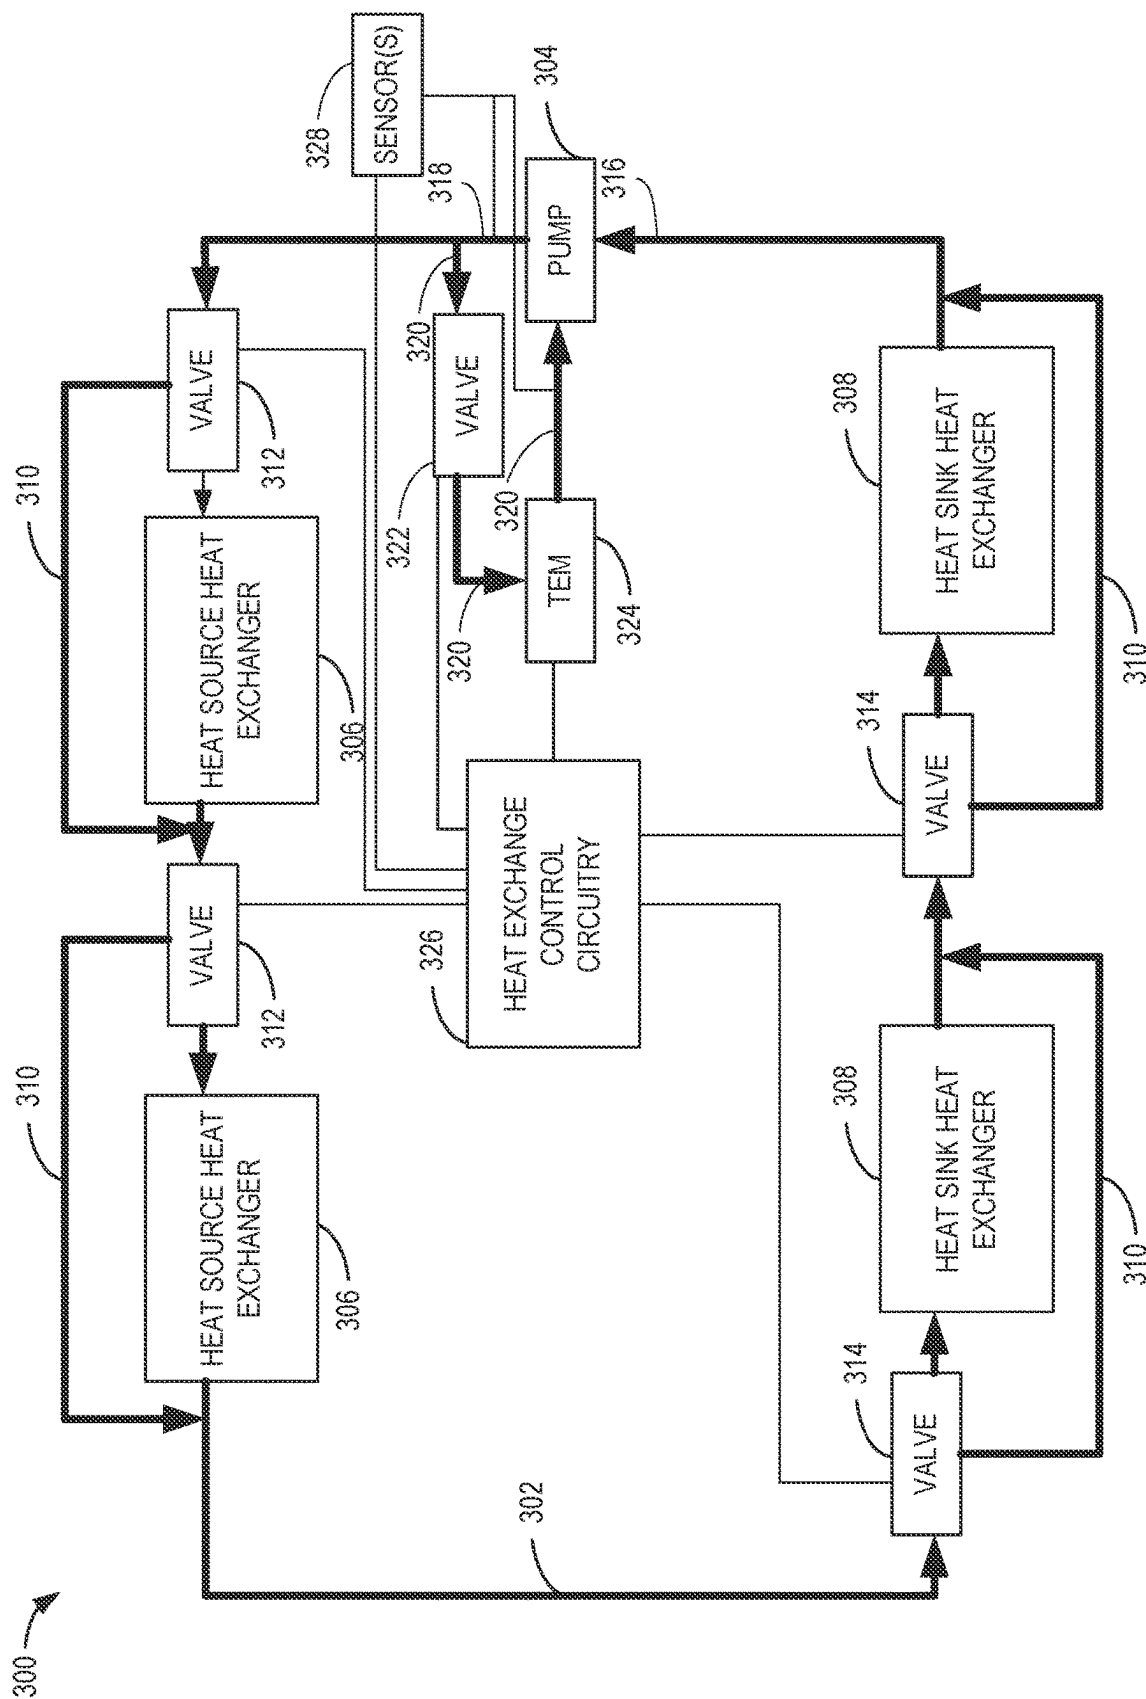 300
310
310
HEAT SOURCE HEAT
EXCHANGER
VALVE
HEAT SOURCE HEAT
EXCHANGER
VALVE
306
312
306
312
328
SENSOR(S)
322
320
318
VALVE
326
320
320
304
HEAT EXCHANGE
CONTROL
CIRCUITRY
TEM
PUMP
302
324
316
314
308
314
308
VALVE
HEAT SINK HEAT
EXCHANGER
VALVE
HEAT SINK HEAT
EXCHANGER
310
310